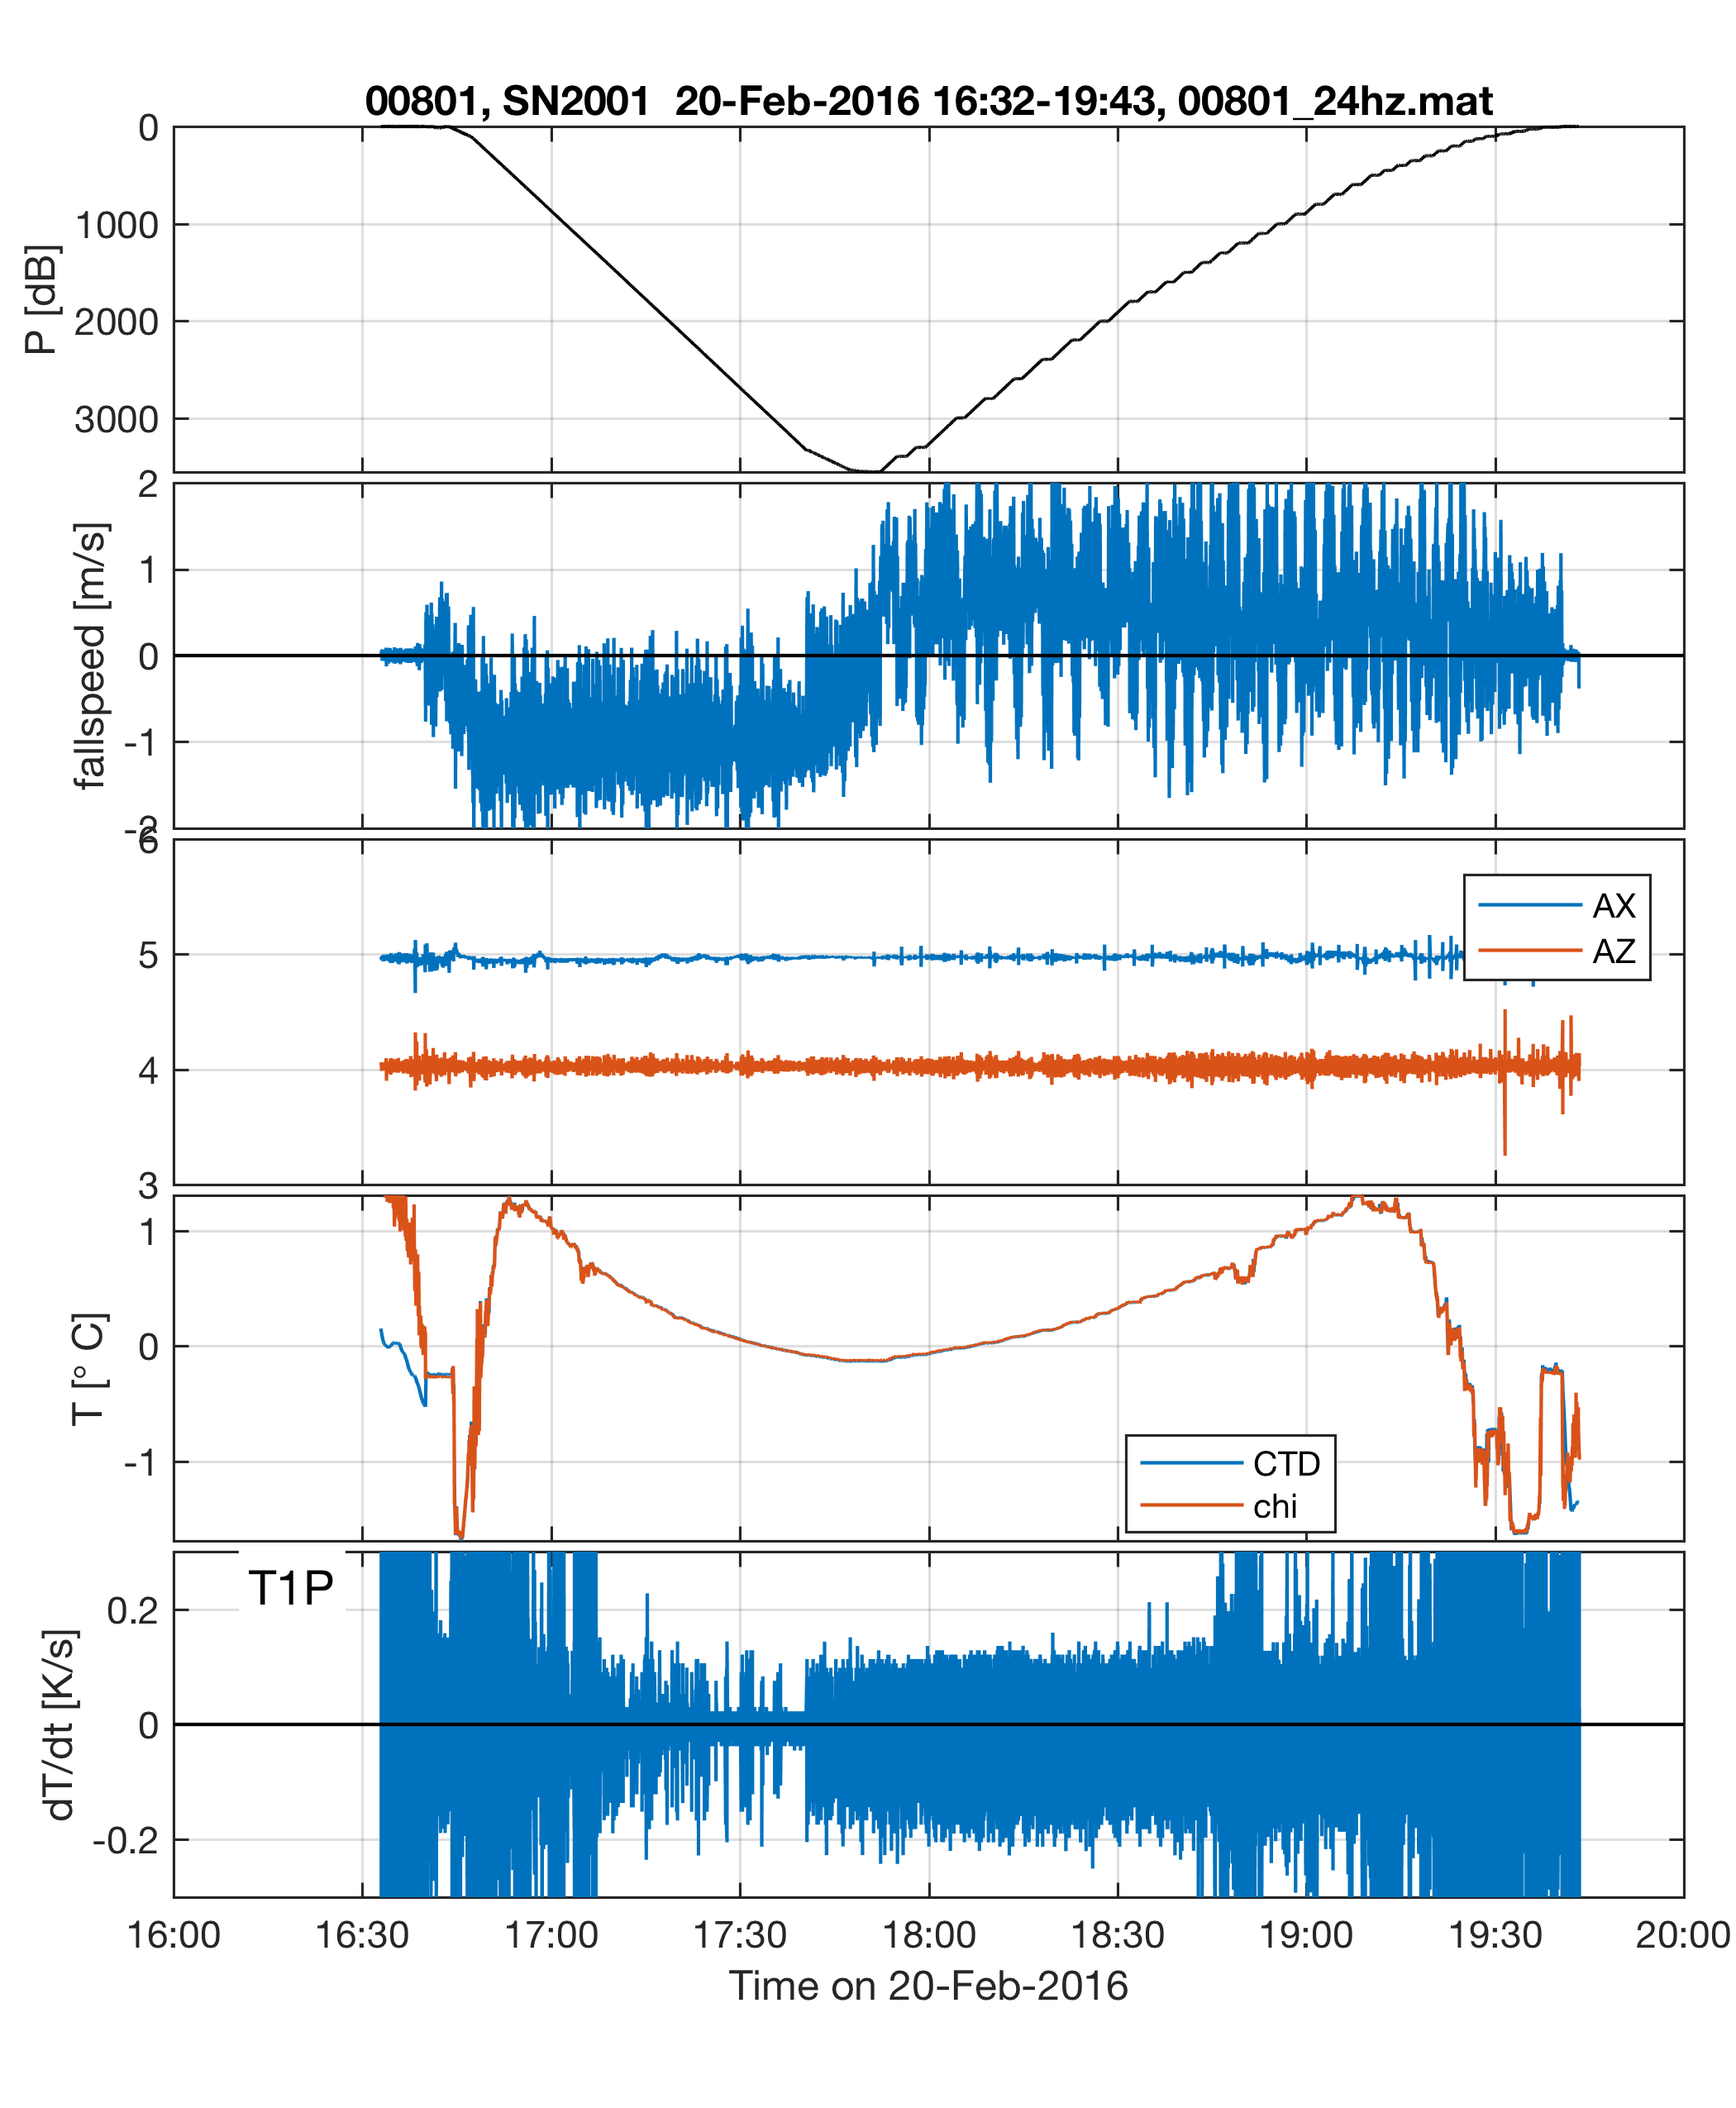 00801, SN2001  20-Feb-2016 16:32-19:43, 00801_24hz.mat
0
1000
2000
3000
P [dB]
2
1
0
-1
-2
fallspeed [m/s]
6
5
4
3
AX
AZ
1
0
-1
T[° C]
CTD
chi
T1P
0.2
0
-0.2
dT/dt [K/s]
16:00 16:30 17:00 17:30 18:00 18:30 19:00 19:30 20:00
Time on 20-Feb-2016